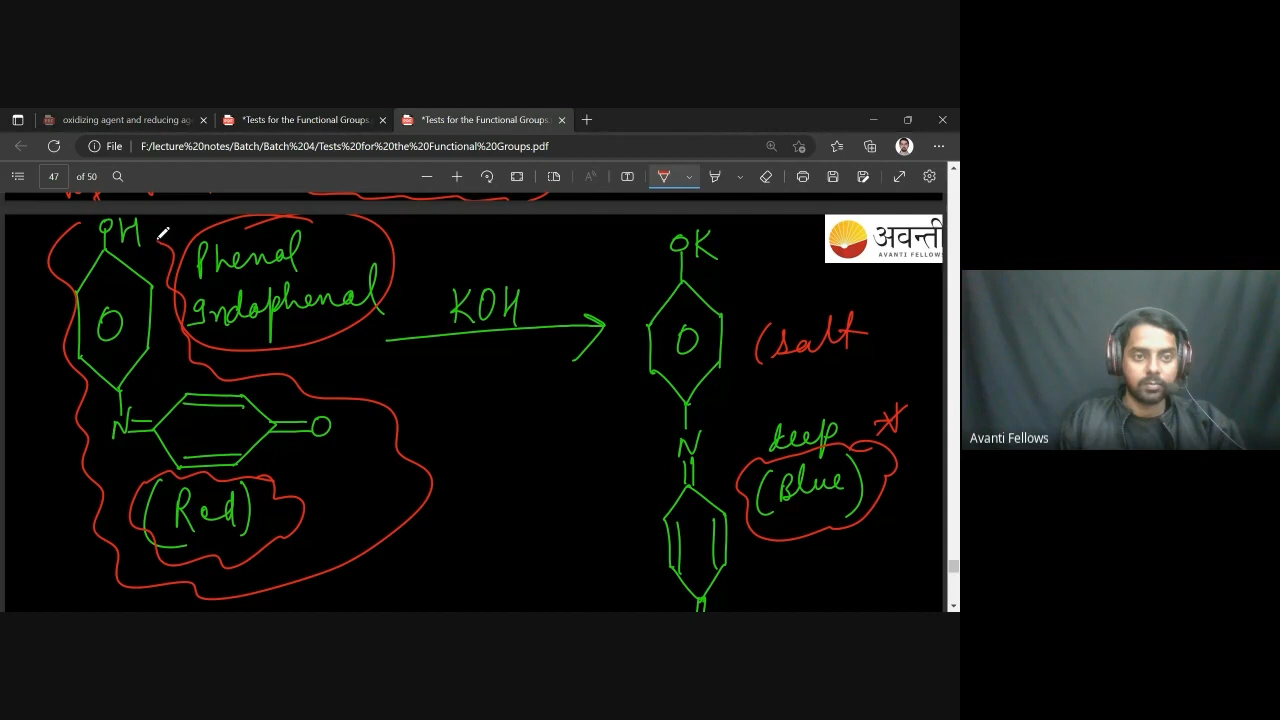 oxidizing agent and reducing age
*Tests for the Functional Groups.
*Tests for the Functional Groups.
File F:/lecture%20notes/Batch/Batch%204/Tests%20for%20the%20Functional%20Groups.pdf
47 of 50
OH
Phenol
Indophenol
KOH
OK
O
O
(salt
N
O
N
deep
(Blue)
(Red)
अवन्ती
AVANTI FELLOWS
Avanti Fellows